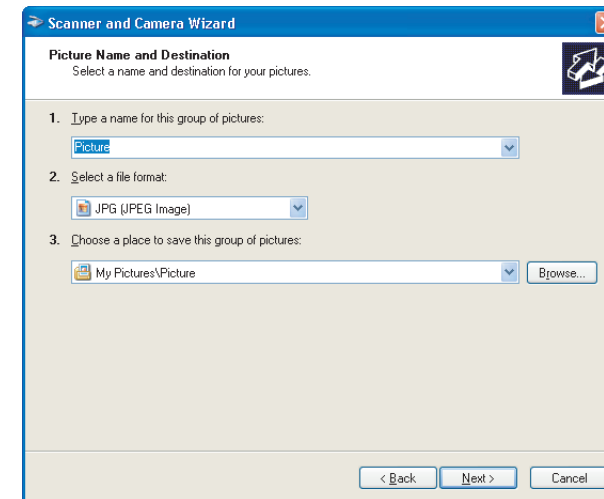 Scanner and Camera Wizard
Picture Name and Destination
Select a name and destination for your pictures.
1. Type a name for this group of pictures:
Picture
2. Select a file format:
JPG (JPEG Image)
3. Choose a place to save this group of pictures:
My Pictures\Picture
Browse...
< Back
Next >
Cancel